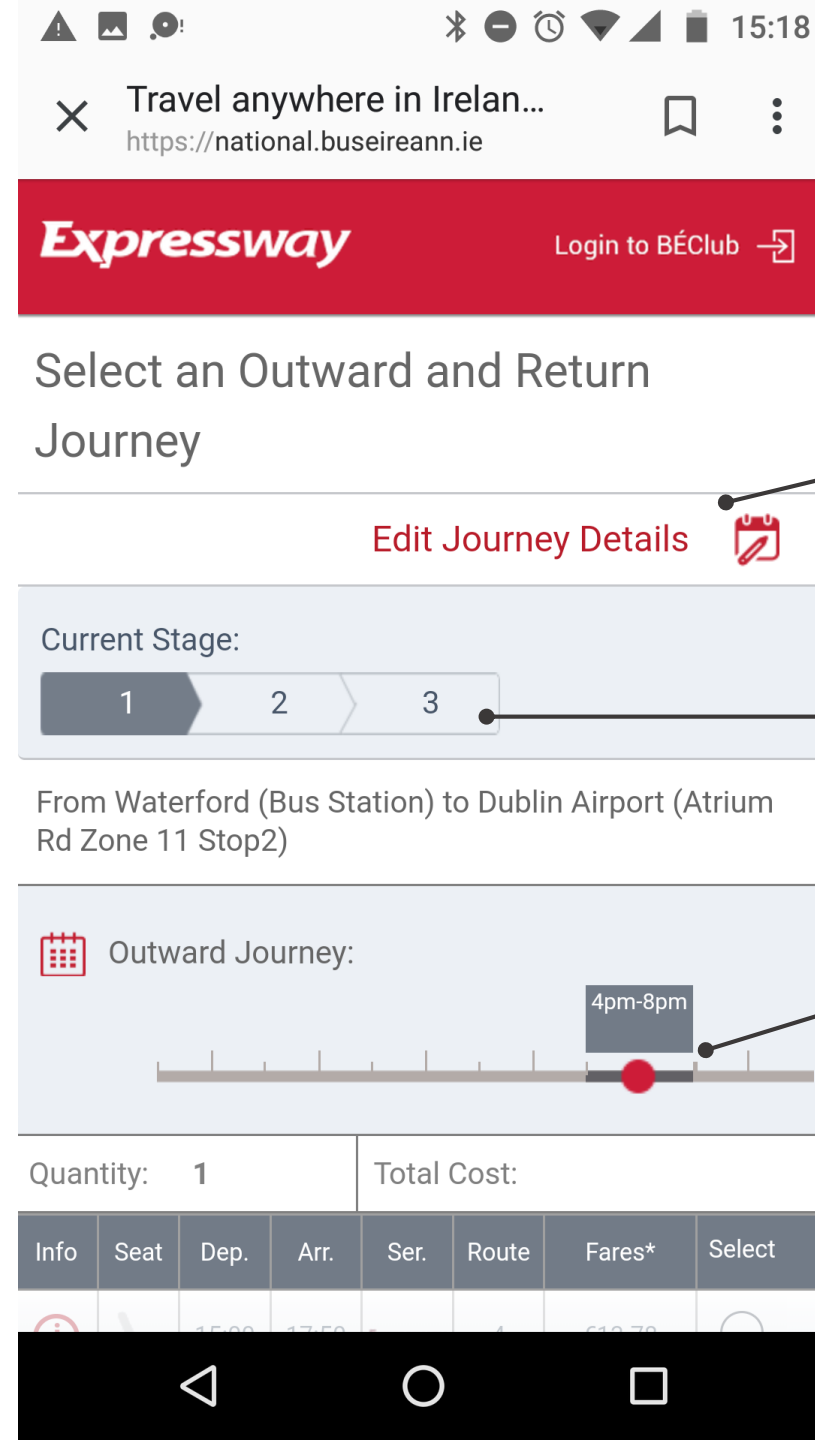 15:18
Travel anywhere in Irelan...
https://national.buseireann.ie
Expressway
Login to BÉClub
Select an Outward and Return
Journey
Edit Journey Details
Current Stage:
1 2 3
From Waterford (Bus Station) to Dublin Airport (Atrium
Rd Zone 11 Stop2)
Outward Journey:
4pm-8pm
Quantity: 1 Total Cost:
Info Seat Dep. Arr. Ser. Route Fares* Select